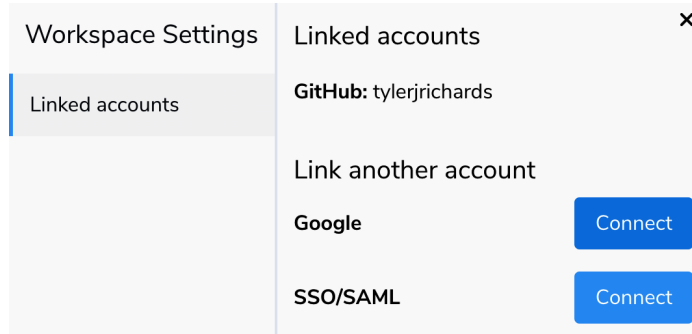 Workspace Settings
Linked accounts
Linked accounts
GitHub: tylerjrichards
Link another account
Google
Connect
SSO/SAML
Connect